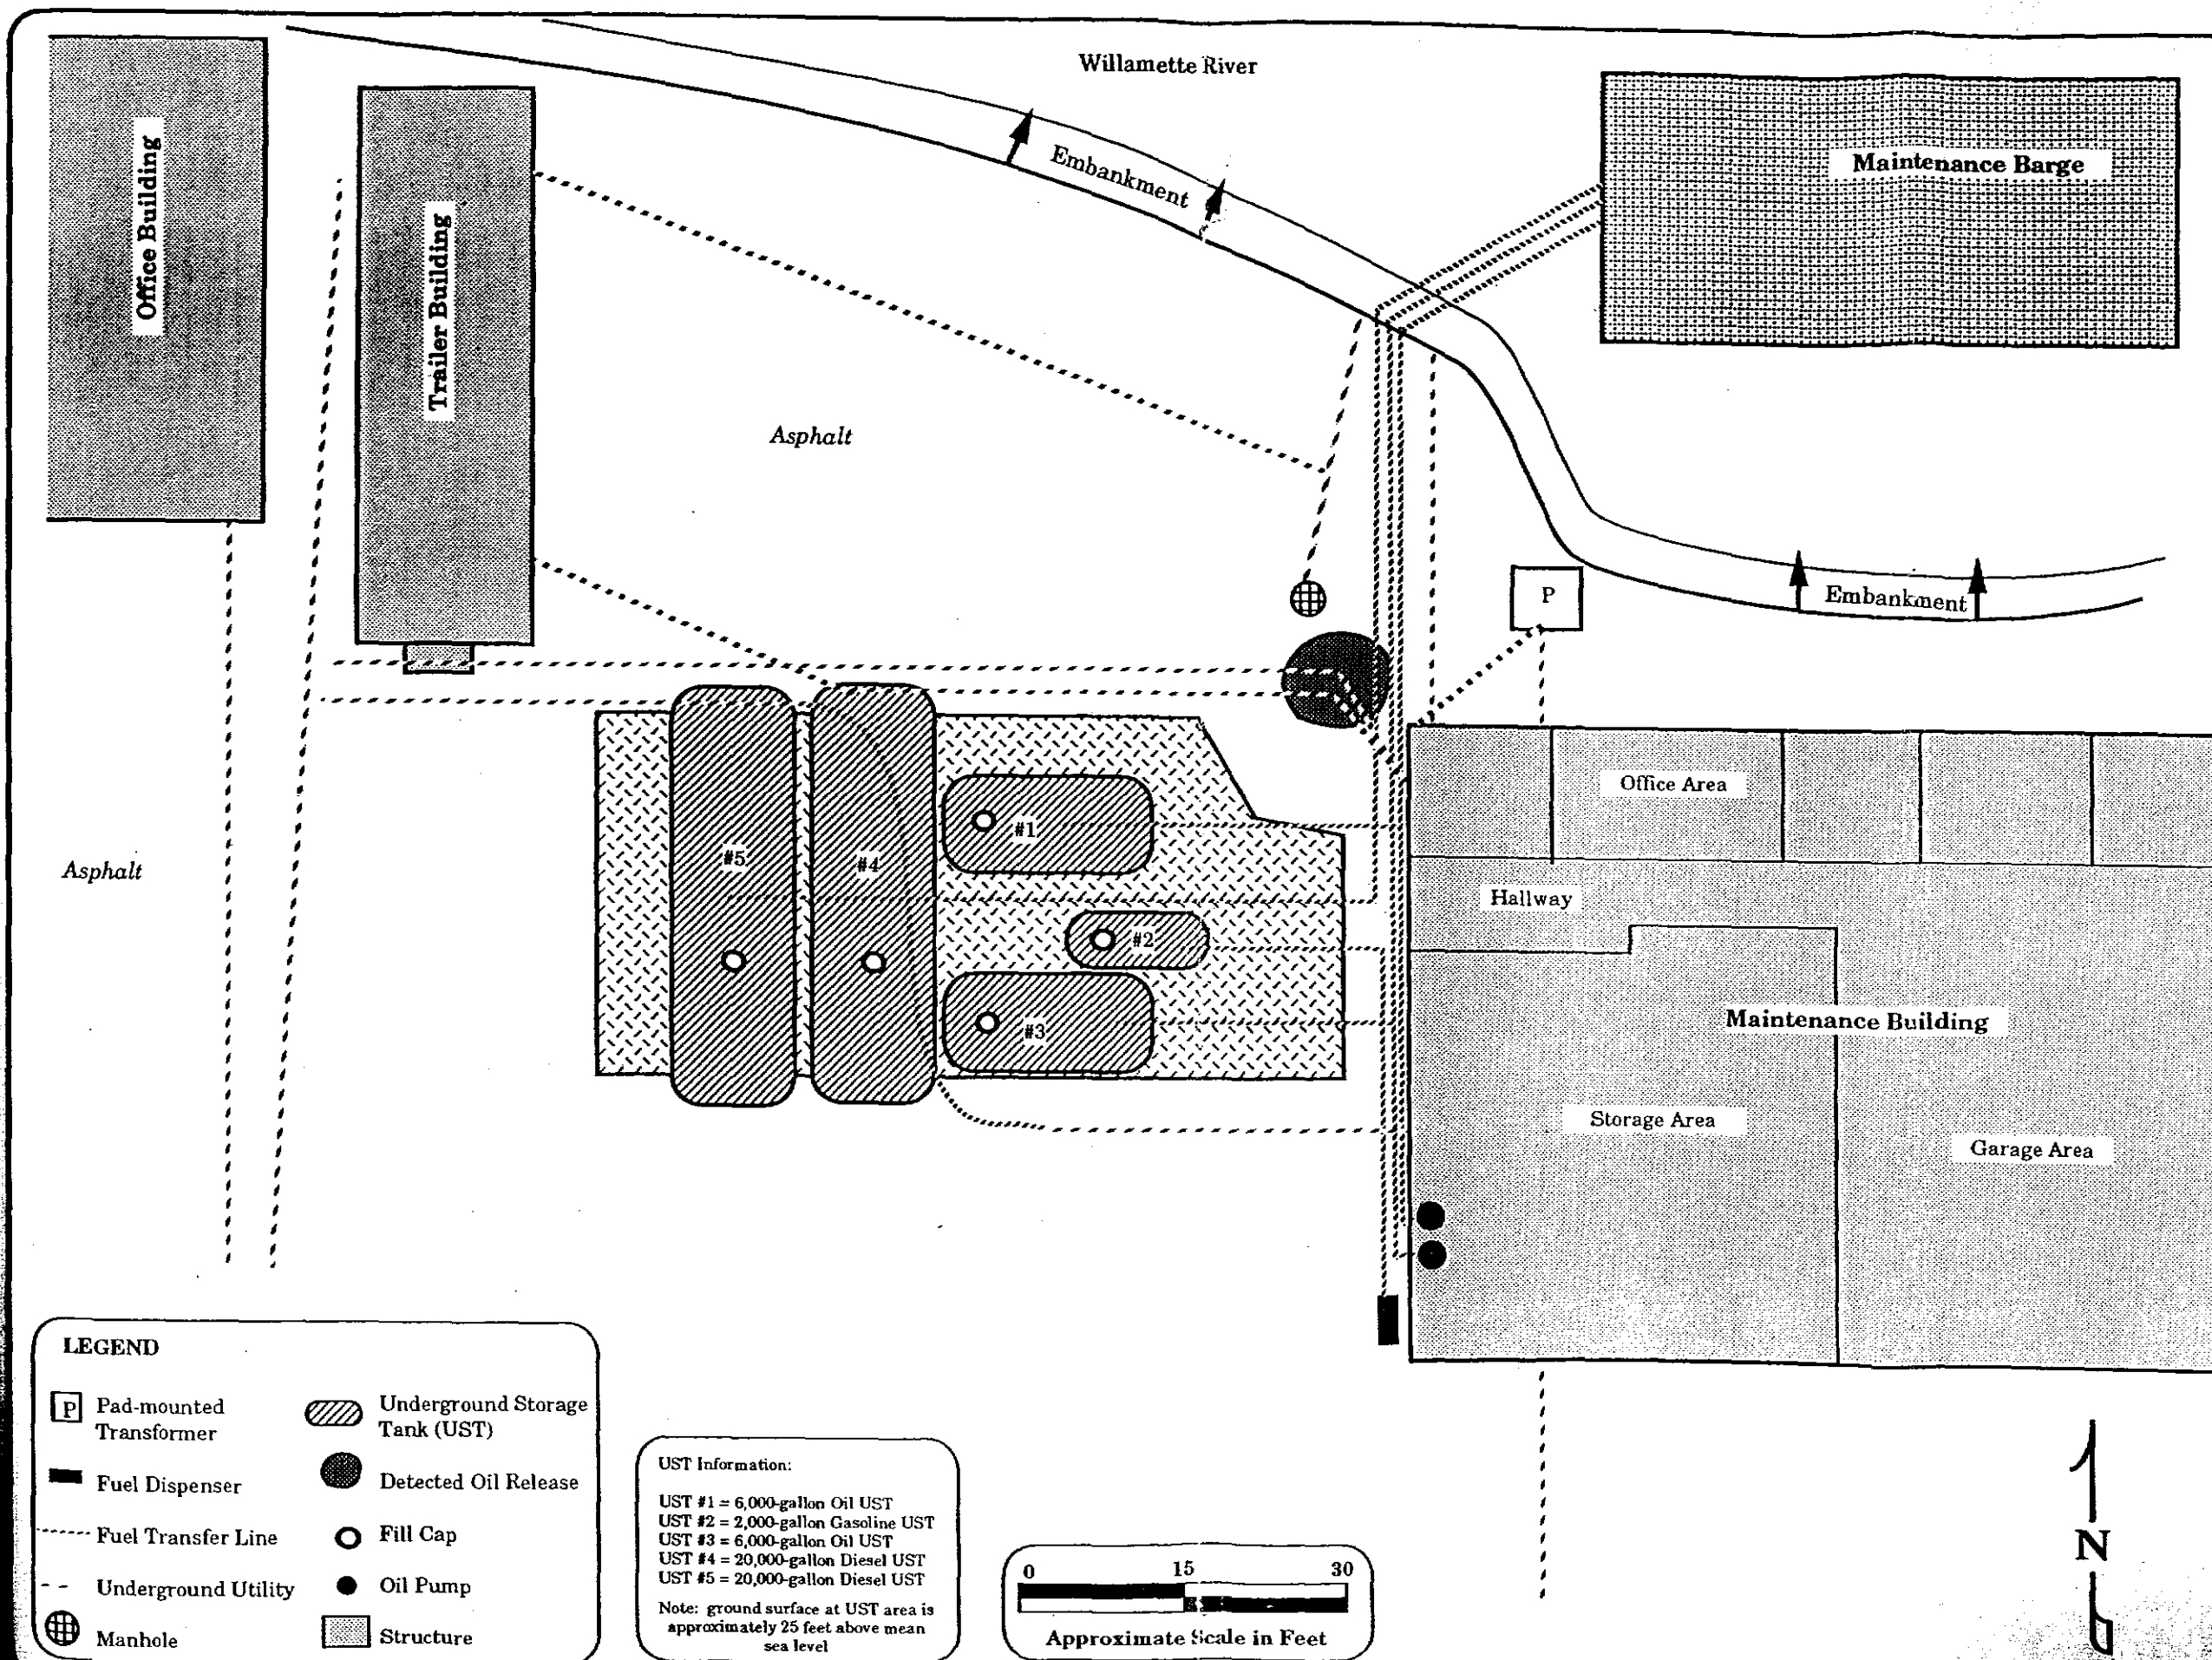 Willamette River
Office Building
Trailer Building
Embankment
Maintenance Barge
Asphalt
P
Embankment
Office Area
#1
#5
#4
Asphalt
Hallway
#2
#3
Maintenance Building
Storage Area
Garage Area
LEGEND
P Pad-mounted
Transformer
Fuel Dispenser
Fuel Transfer Line
Underground Utility
Manhole
Underground Storage
Tank (UST)
Detected Oil Release
Fill Cap
Oil Pump
Structure
UST Information:
UST #1 = 6,000-gallon Oil UST
UST #2 = 2,000-gallon Gasoline UST
UST #3 = 6,000-gallon Oil UST
UST #4 = 20,000-gallon Diesel UST
UST #5 = 20,000-gallon Diesel UST
Note: ground surface at UST area is
approximately 25 feet above mean
sea level
0 15 30
Approximate Scale in Feet
N